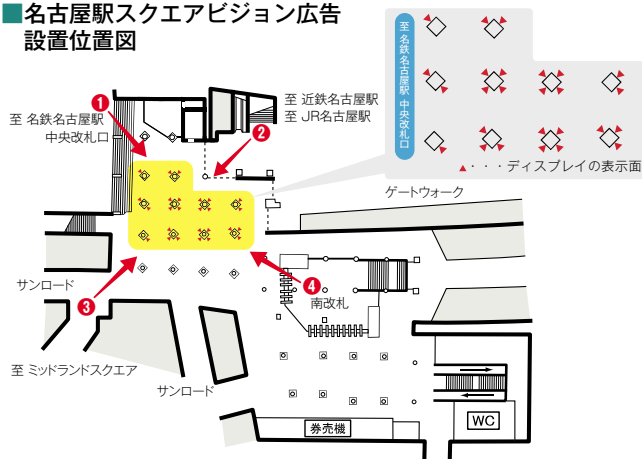 ■名古屋駅スクエアビジョン広告
設置位置図
至 名鉄名古屋駅 中央改札口
▲・・・ディスプレイの表示面
至 近鉄名古屋駅
至 JR名古屋駅
至 名鉄名古屋駅
中央改札口
1
2
ゲートウォーク
サンロード
3
4
南改札
至 ミッドランドスクエア
サンロード
券売機
WC